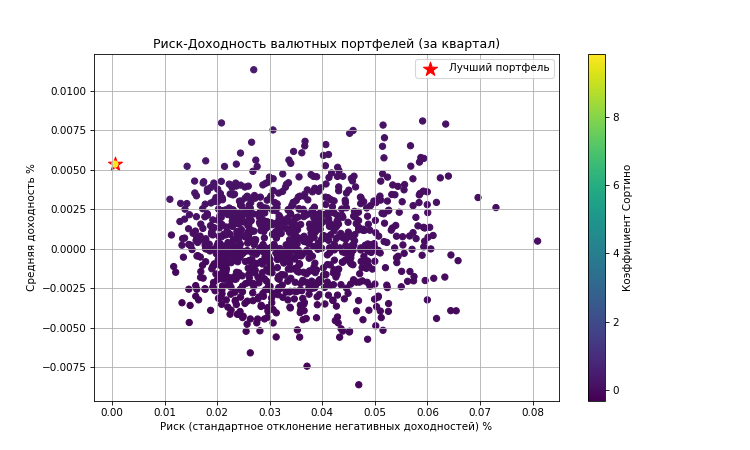 Риск-Доходность валютных портфелей (за квартал)
Лучший портфель
Средняя доходность %
0.0100
0.0075
0.0050
0.0025
0.0000
−0.0025
−0.0050
−0.0075
0.00 0.01 0.02 0.03 0.04 0.05 0.06 0.07 0.08
Риск (стандартное отклонение негативных доходностей) %
8
6
4
2
0
Коэффициент Сортино